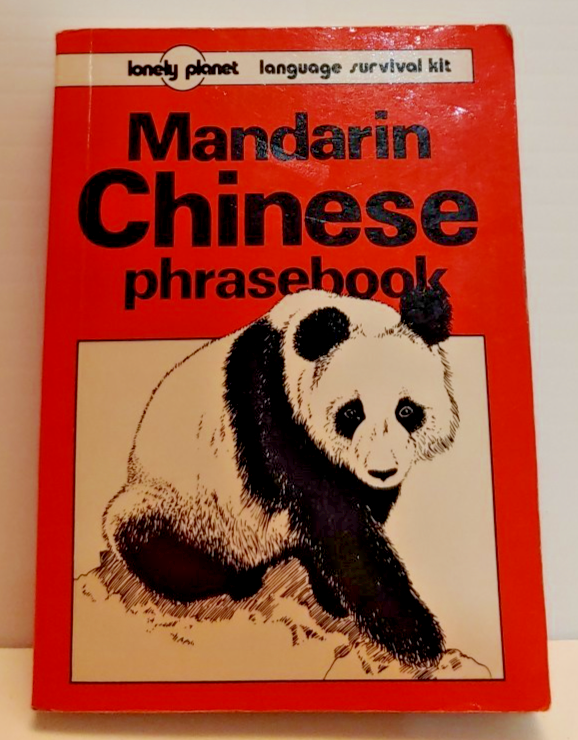 lonely planet language survival kit
Mandarin
Chinese
phrasebook